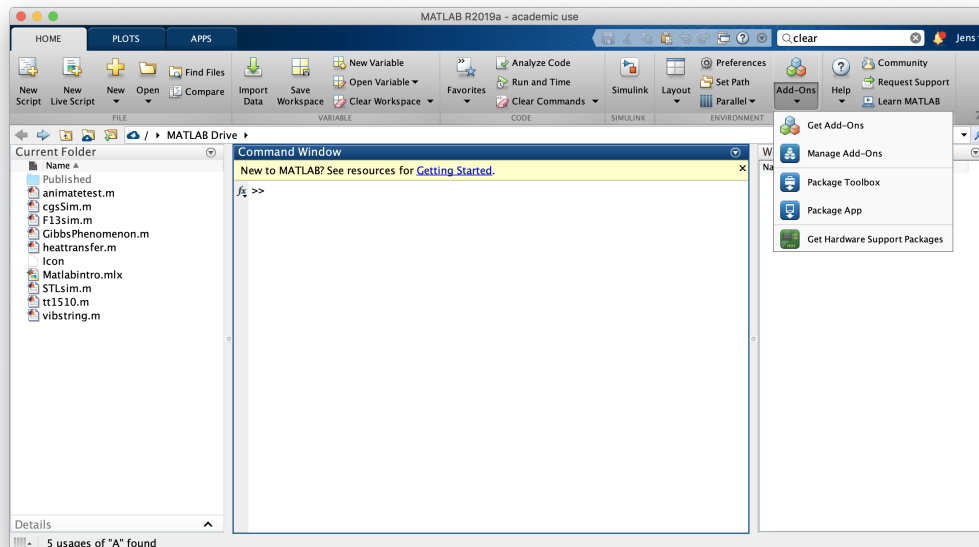 MATLAB R2019a - academic use
HOME PLOTS APPS clear Jens
New Script New Live Script New Open Find Files Compare
Import Data Save Workspace New Variable Open Variable Clear Workspace
Favorites Analyze Code Run and Time Clear Commands
Simulink Layout Preferences Set Path Parallel
Add-Ons Help Community Request Support Learn MATLAB
FILE VARIABLE CODE SIMULINK ENVIRONMENT
/ MATLAB Drive
Get Add-Ons
Manage Add-Ons
Package Toolbox
Package App
Get Hardware Support Packages
Current Folder
Name
Published
animatetest.m
cgsSim.m
F13sim.m
GibbsPhenomenon.m
heattransfer.m
Icon
Matlabintro.mlx
STLsim.m
tt1510.m
vibstring.m
Details
Command Window
New to MATLAB? See resources for Getting Started.
fx >>
W
Na
5 usages of "A" found